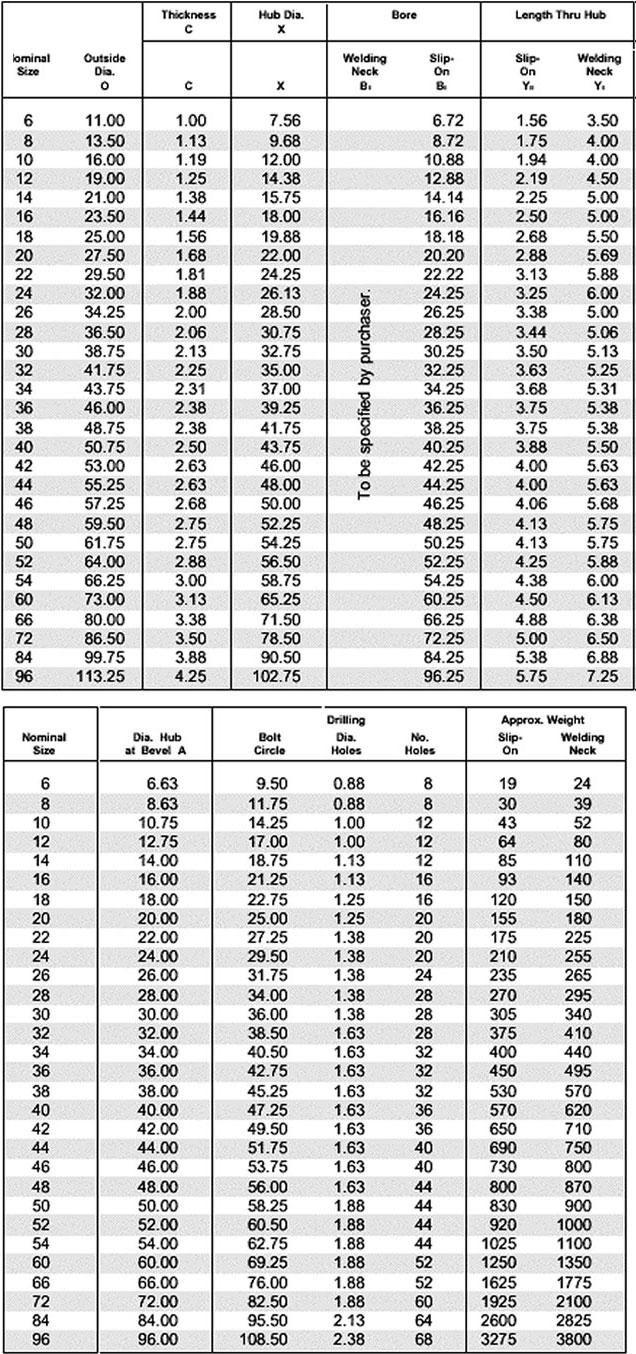 Thickness Hub Dia. Bore Length Thru Hub
C X
Nominal Outside Welding Slip- Slip- Welding
Size Dia. Neck On On Neck
O C X
6 11.00 1.00 7.56 6.72 1.56 3.50
8 13.50 1.13 9.68 8.72 1.75 4.00
10 16.00 1.19 12.00 10.88 1.94 4.00
12 19.00 1.25 14.38 12.88 2.19 4.50
14 21.00 1.38 15.75 14.14 2.25 5.00
16 23.50 1.44 18.00 16.16 2.50 5.00
18 25.00 1.56 19.88 18.18 2.68 5.50
20 27.50 1.68 22.00 20.20 2.88 5.69
22 29.50 1.81 24.25 22.22 3.13 5.88
24 32.00 1.88 26.13 24.25 3.25 6.00
26 34.25 2.00 28.50 26.25 3.38 5.00
28 36.50 2.06 30.75 28.25 3.44 5.06
30 38.75 2.13 32.75 30.25 3.50 5.13
32 41.75 2.25 35.00 32.25 3.63 5.25
34 43.75 2.31 37.00 34.25 3.68 5.31
36 46.00 2.38 39.25 36.25 3.75 5.38
38 48.75 2.38 41.75 38.25 3.75 5.38
40 50.75 2.50 43.75 40.25 3.88 5.50
42 53.00 2.63 46.00 42.25 4.00 5.63
44 55.25 2.63 48.00 44.25 4.00 5.63
46 57.25 2.68 50.00 46.25 4.06 5.68
48 59.50 2.75 52.25 48.25 4.13 5.75
50 61.75 2.75 54.25 50.25 4.13 5.75
52 64.00 2.88 56.50 52.25 4.25 5.88
54 66.25 3.00 58.75 54.25 4.38 6.00
60 73.00 3.13 65.25 60.25 4.50 6.13
66 80.00 3.38 71.50 66.25 4.88 6.38
72 86.50 3.50 78.50 72.25 5.00 6.50
84 99.75 3.88 90.50 84.25 5.38 6.88
96 113.25 4.25 102.75 96.25 5.75 7.25
To be specified by purchaser.
Drilling Approx. Weight
Nominal Dia. Hub Bolt Dia. No. Slip- Welding
Size at Bevel A Circle Holes Holes On Neck
6 6.63 9.50 0.88 8 19 24
8 8.63 11.75 0.88 8 30 39
10 10.75 14.25 1.00 12 43 52
12 12.75 17.00 1.00 12 64 80
14 14.00 18.75 1.13 12 85 110
16 16.00 21.25 1.13 16 93 140
18 18.00 22.75 1.25 16 120 150
20 20.00 25.00 1.25 20 155 180
22 22.00 27.25 1.38 20 175 225
24 24.00 29.50 1.38 20 210 255
26 26.00 31.75 1.38 24 235 265
28 28.00 34.00 1.38 28 270 295
30 30.00 36.00 1.38 28 305 340
32 32.00 38.50 1.63 28 375 410
34 34.00 40.50 1.63 32 400 440
36 36.00 42.75 1.63 32 450 495
38 38.00 45.25 1.63 32 530 570
40 40.00 47.25 1.63 36 570 620
42 42.00 49.50 1.63 36 650 710
44 44.00 51.75 1.63 40 690 750
46 46.00 53.75 1.63 40 730 800
48 48.00 56.00 1.63 44 800 870
50 50.00 58.25 1.88 44 830 900
52 52.00 60.50 1.88 44 920 1000
54 54.00 62.75 1.88 44 1025 1100
60 60.00 69.25 1.88 52 1250 1350
66 66.00 76.00 1.88 52 1625 1775
72 72.00 82.50 1.88 60 1925 2100
84 84.00 95.50 2.13 64 2600 2825
96 96.00 108.50 2.38 68 3275 3800